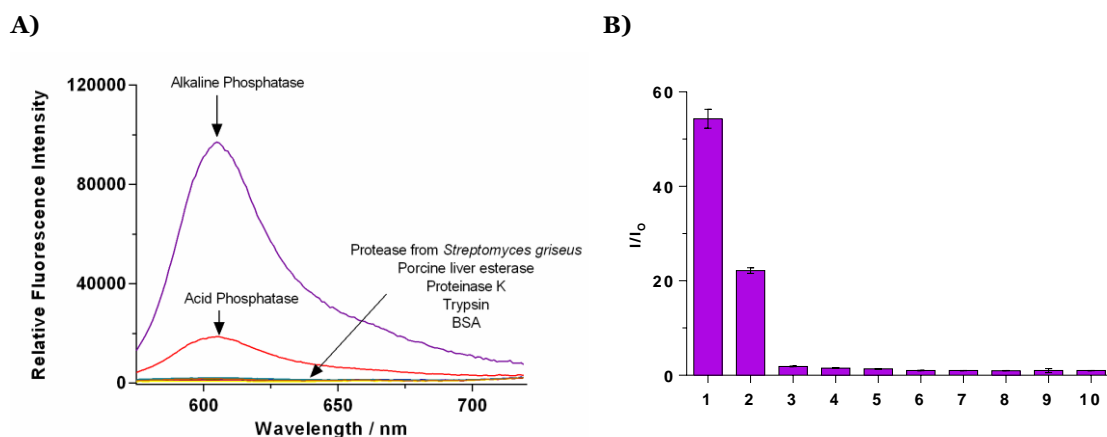 A)
Relative Fluorescence Intensity
120000
80000
40000
0
Alkaline Phosphatase
Acid Phosphatase
Protease from Streptomyces griseus
Porcine liver esterase
Proteinase K
Trypsin
BSA
600 650 700
Wavelength / nm
B)
I/I₀
60
40
20
0
1 2 3 4 5 6 7 8 9 10